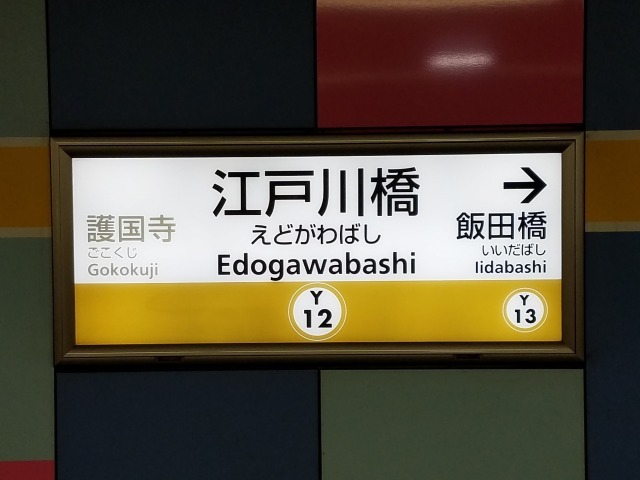 護国寺
ごこくじ
Gokokuji
江戸川橋
えどがわばし
Edogawabashi
Y
12
→
飯田橋
いいだばし
Iidabashi
Y
13